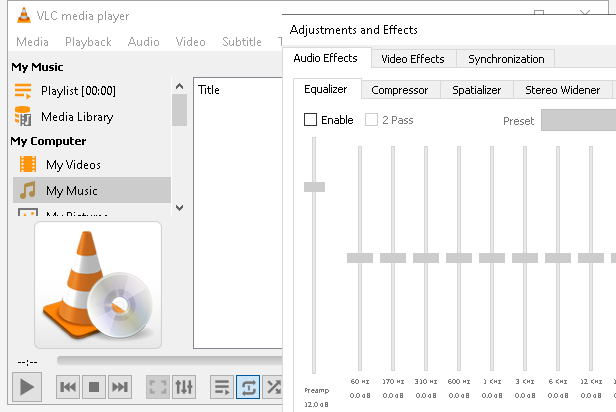 VLC media player
Media Playback Audio Video Subtitle T
My Music
Playlist [00:00]
Media Library
My Computer
My Videos
My Music
My Pictures
Title
--:--
Adjustments and Effects
Audio Effects Video Effects Synchronization
Equalizer Compressor Spatializer Stereo Widener
Enable 2 Pass Preset
60 Hz 170 Hz 310 Hz 600 Hz 1 KHz 3 KHz 6 KHz 12 KHz
0.0 dB 0.0 dB 0.0 dB 0.0 dB 0.0 dB 0.0 dB 0.0 dB 0.0 dB
Preamp
12.0 dB